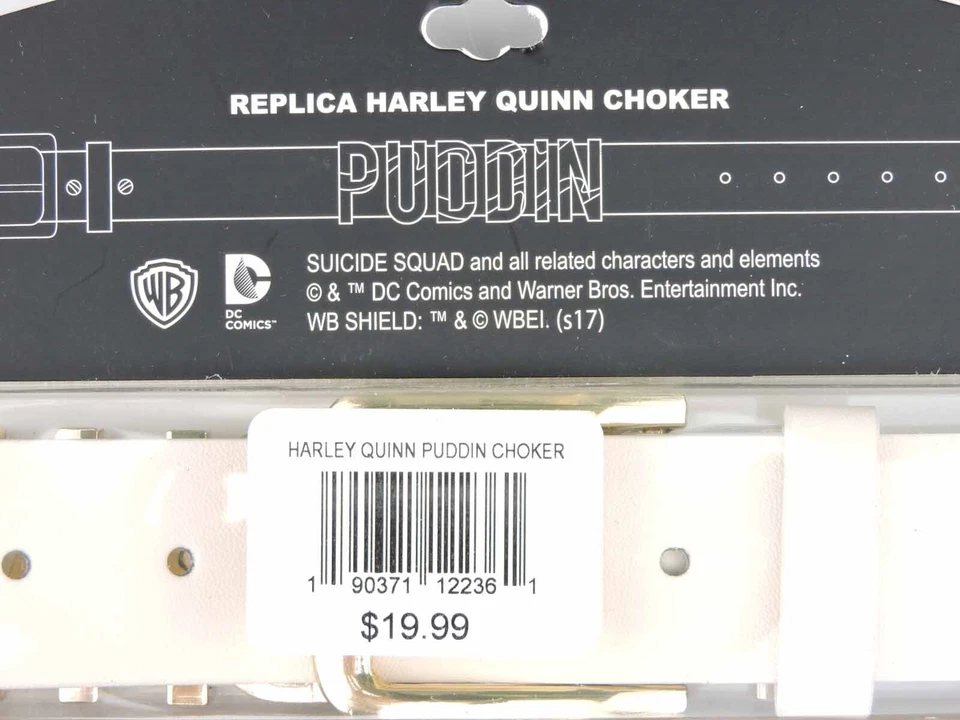 REPLICA HARLEY QUINN CHOKER
PUDDIN
WB
SUICIDE SQUAD and all related characters and elements
© & ™ DC Comics and Warner Bros. Entertainment Inc.
WB SHIELD: ™ & © WBEI. (s17)
DC
COMICS™
HARLEY QUINN PUDDIN CHOKER
1 90371 12236 1
$19.99